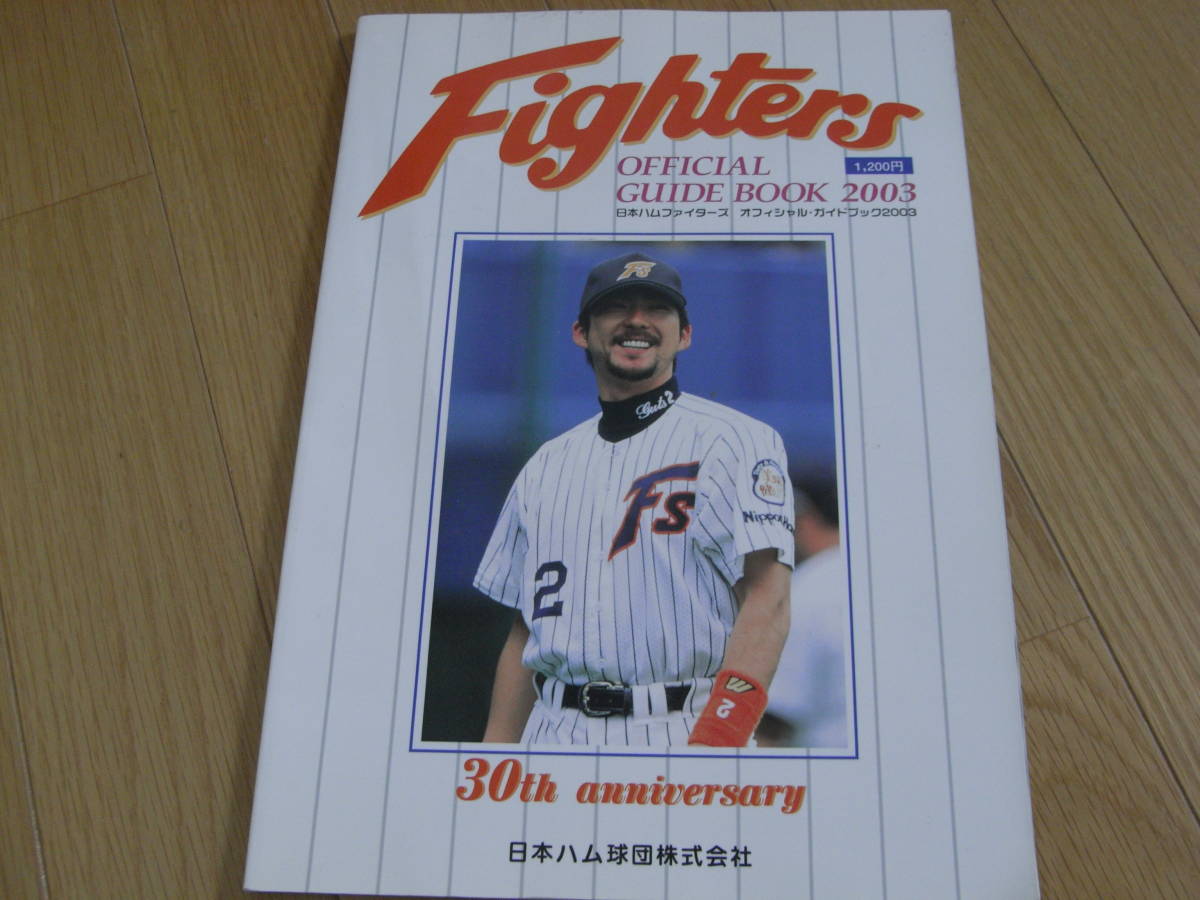 Fighters
OFFICIAL
1,200円
GUIDE BOOK 2003
日本ハムファイターズ オフィシャル・ガイドブック2003
Fs
Guts 2
Fs
2
2
30th anniversary
日本ハム球団株式会社